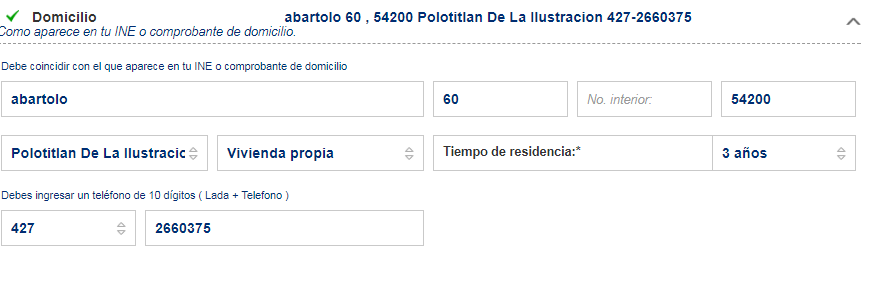 Domicilio abartolo 60 , 54200 Polotitlan De La Ilustracion 427-2660375
Como aparece en tu INE o comprobante de domicilio.
Debe coincidir con el que aparece en tu INE o comprobante de domicilio
abartolo 60 No. interior: 54200
Polotitlan De La Ilustracic Vivienda propia Tiempo de residencia:* 3 años
Debes ingresar un teléfono de 10 dígitos ( Lada + Telefono )
427 2660375